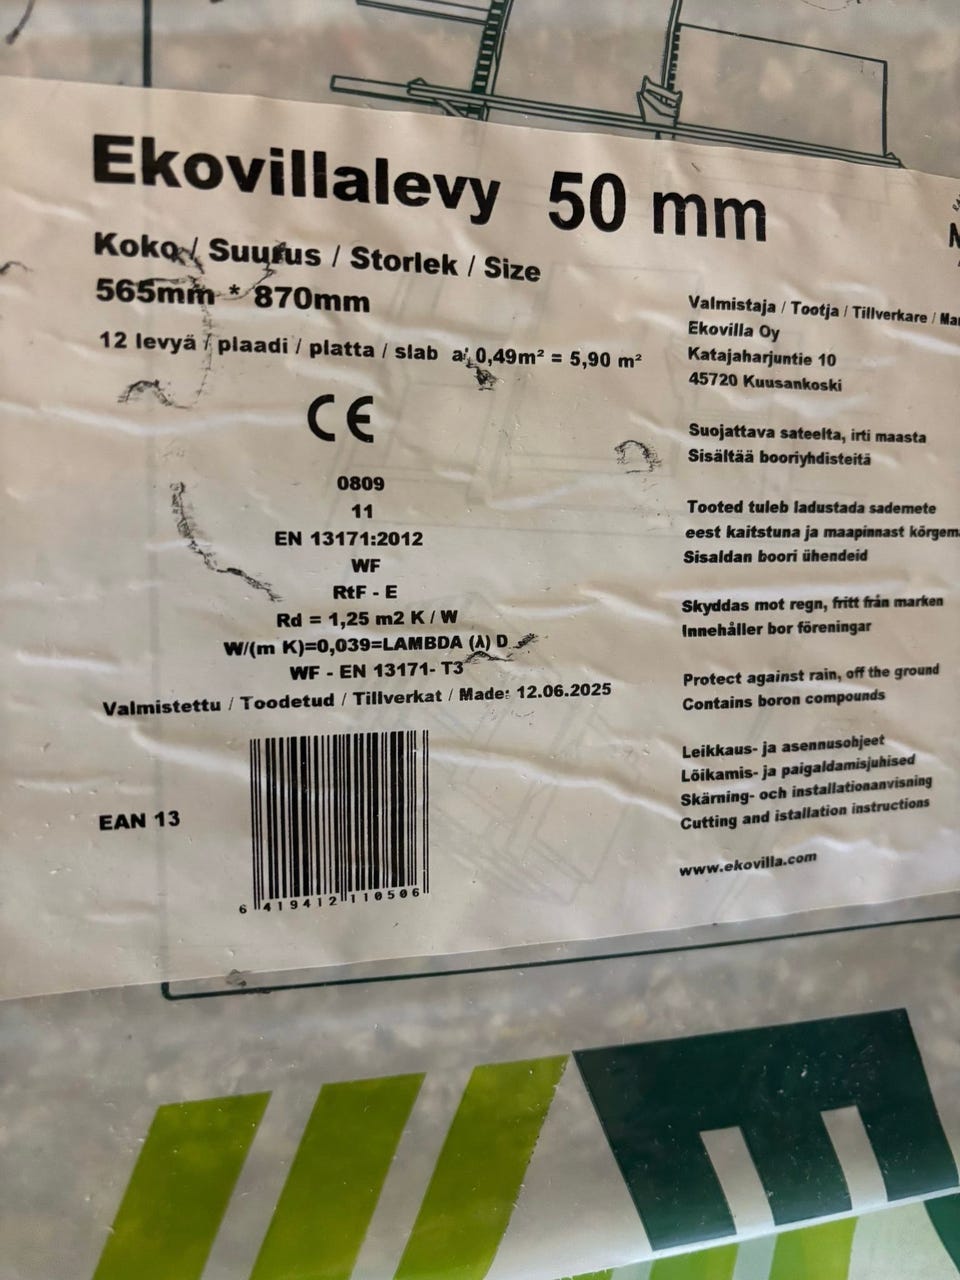 Ekovillalevy 50 mm
Koko / Suurus / Storlek / Size
565mm * 870mm
12 levyä / plaadi / platta / slab a' 0,49m² = 5,90 m²
CE
0809
11
EN 13171:2012
WF
RtF - E
Rd = 1,25 m2 K / W
W/(m K)=0,039=LAMBDA (λ) D
WF - EN 13171- T3
Valmistettu / Toodetud / Tillverkat / Made: 12.06.2025
EAN 13
6 419412 110506
Valmistaja / Tootja / Tillverkare /
Ekovilla Oy
Katajaharjuntie 10
45720 Kuusankoski
Suojattava sateelta, irti maasta
Sisältää booriyhdisteitä
Tooted tuleb ladustada sademete
eest kaitstuna ja maapinnast
Sisaldan boori ühendeid
Skyddas mot regn, fritt från marken
Innehåller bor föreningar
Protect against rain, off the ground
Contains boron compounds
Leikkaus- ja asennusohjeet
Lõikamis- ja paigaldamisjuhised
Skärning- och installationanvisning
Cutting and istallation instructions
www.ekovilla.com